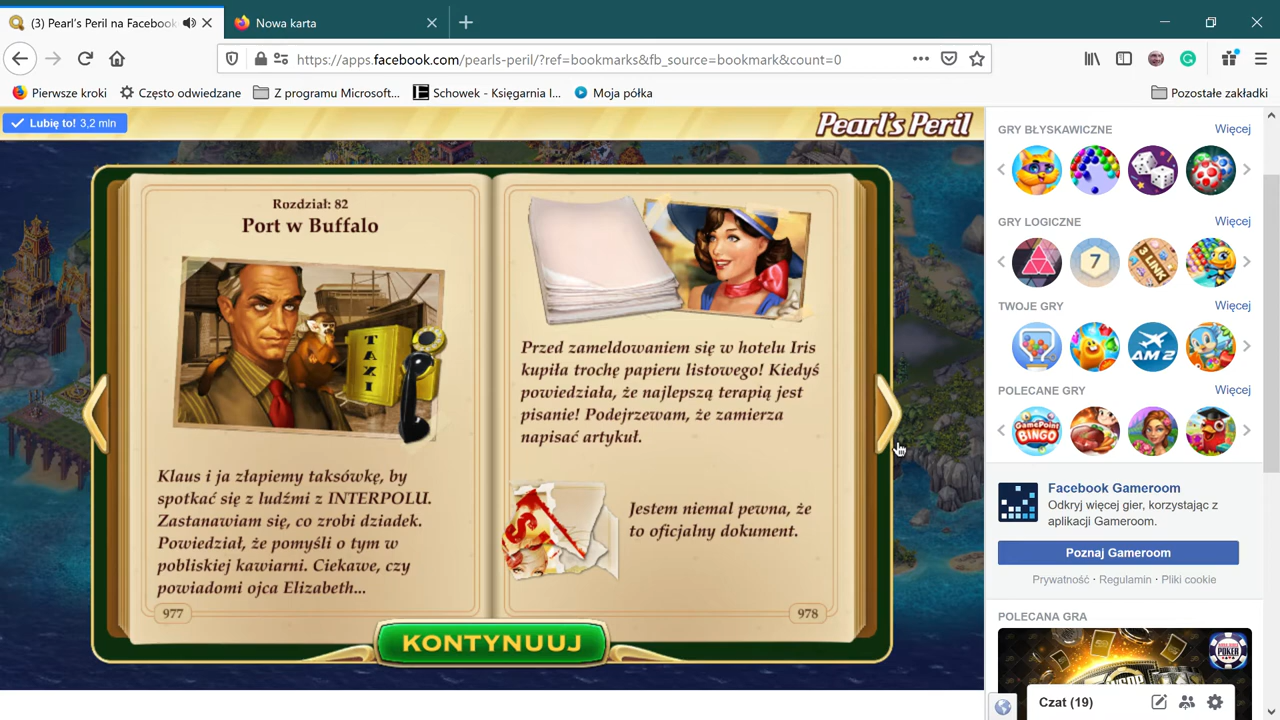 (3) Pearl's Peril na Facebook
Nowa karta
https://apps.facebook.com/pearls-peril/?ref=bookmarks&fb_source=bookmark&count=0
Pierwsze kroki
Często odwiedzane
Z programu Microsoft...
Schowek - Księgarnia I...
Moja półka
Pozostałe zakładki
Lubię to! 3,2 mln
Pearl's Peril
Rozdział: 82
Port w Buffalo
TAXI
Klaus i ja złapiemy taksówkę, by
spotkać się z ludźmi z INTERPOLU.
Zastanawiam się, co zrobi dziadek.
Powiedział, że pomyśli o tym w
pobliskiej kawiarni. Ciekawe, czy
powiadomi ojca Elizabeth...
977
Przed zameldowaniem się w hotelu Iris
kupiła trochę papieru listowego! Kiedyś
powiedziała, że najlepszą terapią jest
pisanie! Podejrzewam, że zamierza
napisać artykuł.
Jestem niemal pewna, że
to oficjalny dokument.
978
KONTYNUUJ
GRY BŁYSKAWICZNE
Więcej
GRY LOGICZNE
Więcej
7
3 LINK
TWOJE GRY
Więcej
AM 2
POLECANE GRY
Więcej
GamePoint
BINGO
Facebook Gameroom
Odkryj więcej gier, korzystając z
aplikacji Gameroom.
Poznaj Gameroom
Prywatność · Regulamin · Pliki cookie
POLECANA GRA
POKER
Czat (19)